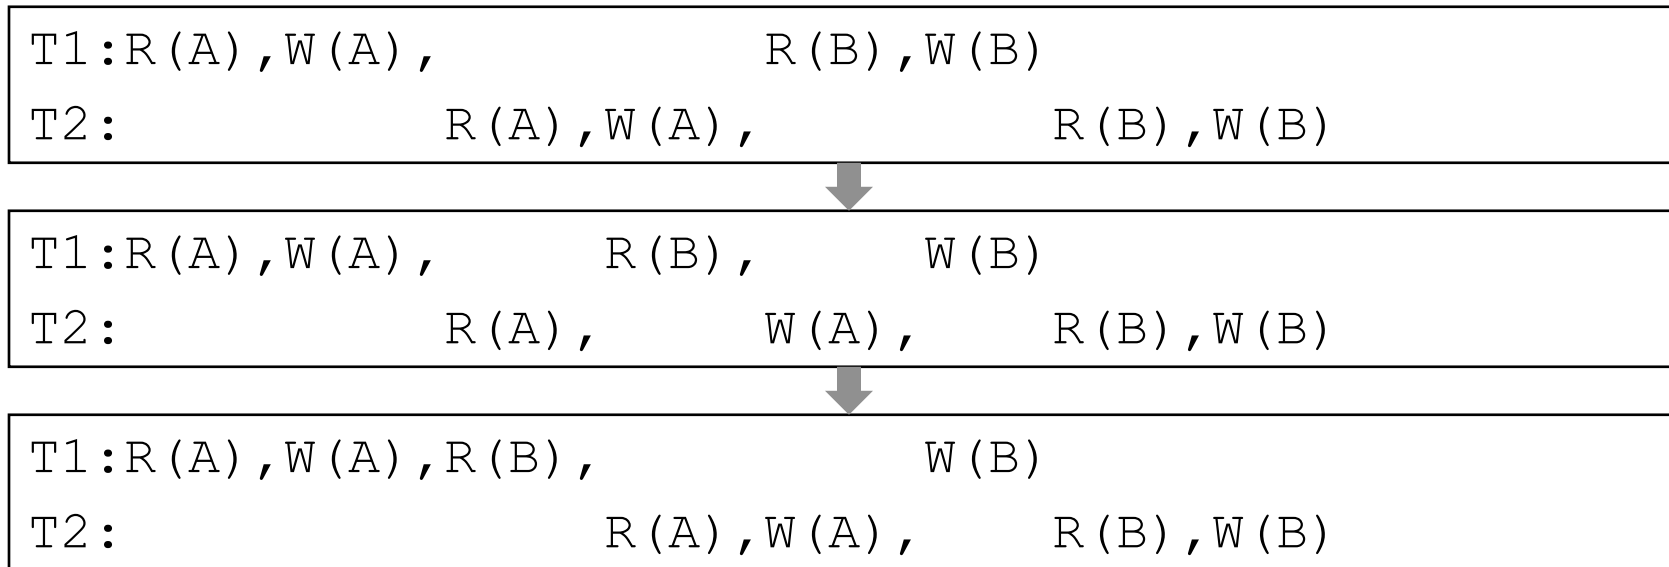 T1:R(A),W(A),          R(B),W(B)
T2:          R(A),W(A),          R(B),W(B)
T1:R(A),W(A),     R(B),     W(B)
T2:          R(A),     W(A),     R(B),W(B)
T1:R(A),W(A),R(B),          W(B)
T2:               R(A),W(A),     R(B),W(B)